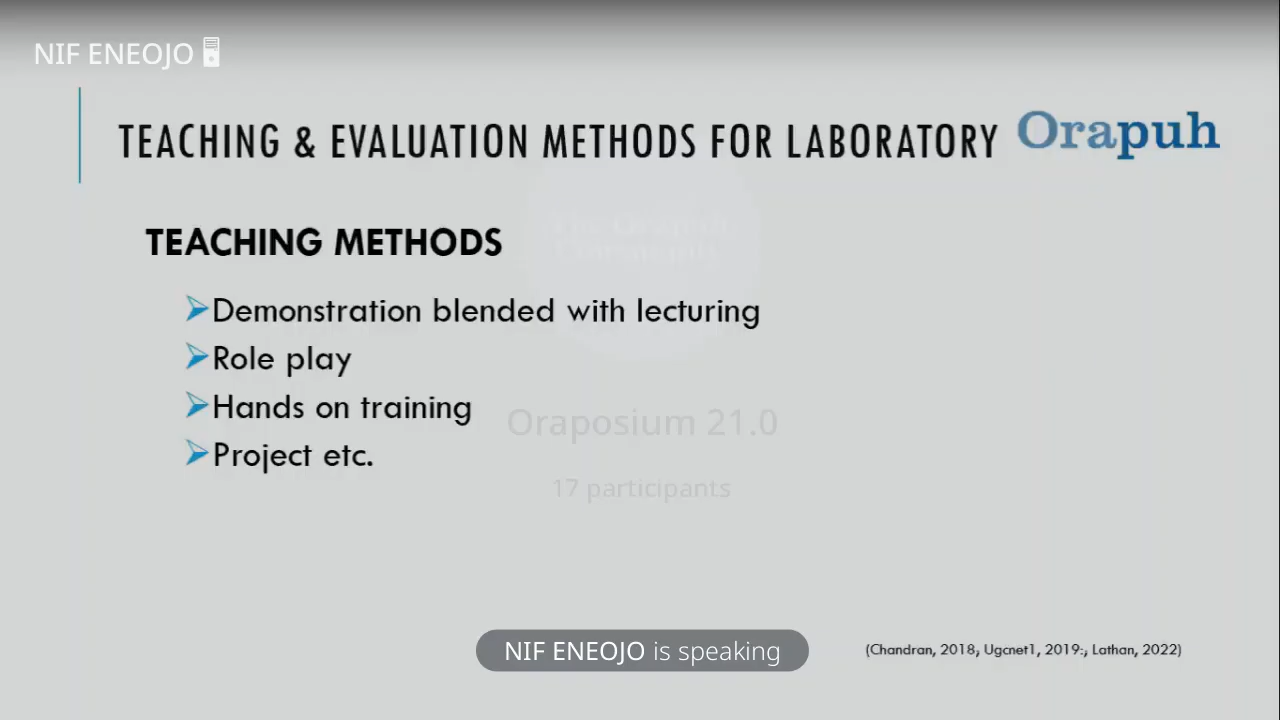 NIF ENEOJO
TEACHING & EVALUATION METHODS FOR LABORATORY
Orapuh
TEACHING METHODS
Demonstration blended with lecturing
Role play
Hands on training
Project etc.
Oraposium 21.0
17 participants
NIF ENEOJO is speaking
(Chandran, 2018; Ugcnet1, 2019:; Lathan, 2022)